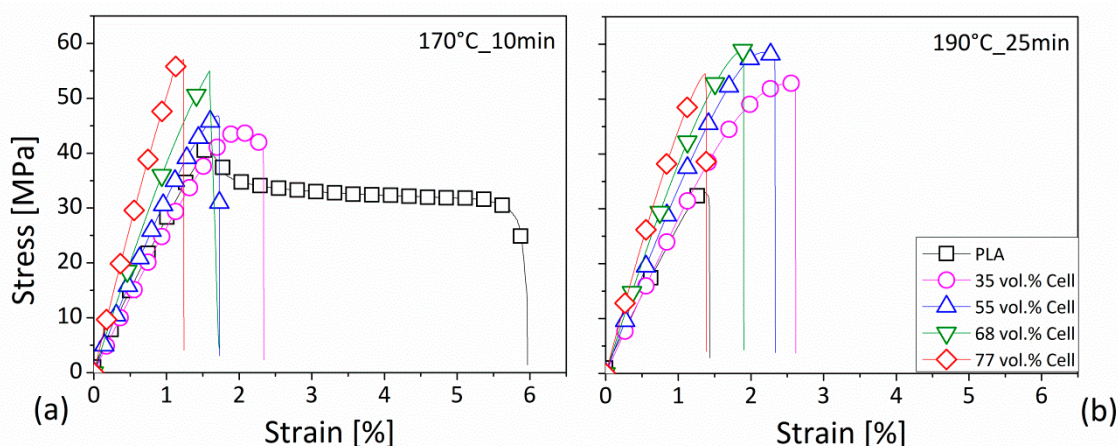 170°C_10min
Stress [MPa]
60
50
40
30
20
10
0
0 1 2 3 4 5 6
Strain [%]
(a)
190°C_25min
PLA
35 vol.% Cell
55 vol.% Cell
68 vol.% Cell
77 vol.% Cell
0 1 2 3 4 5 6
Strain [%]
(b)